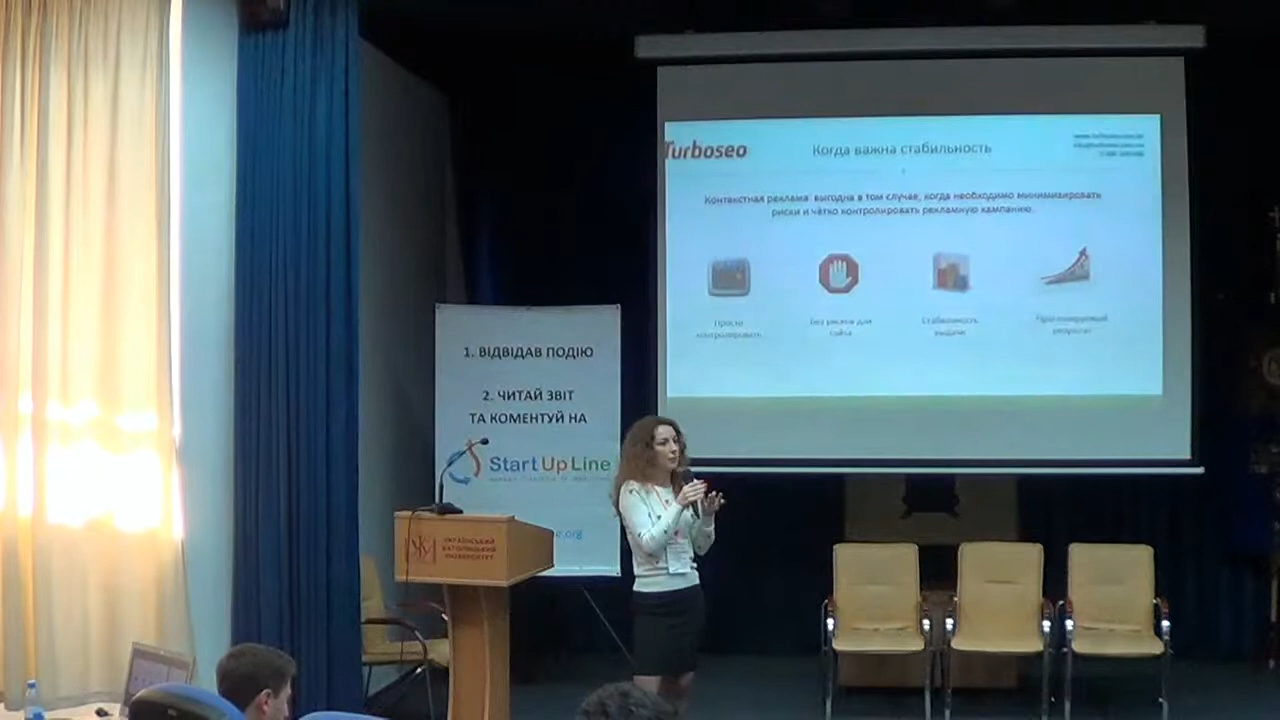 Turboseo
Когда важна стабильность
Контекстная реклама выгодна в том случае, когда необходимо минимизировать
риски и чётко контролировать рекламную кампанию.
Просто
контролировать
Без рисков для
сайта
Стабильность
выдачи
Прогнозируемый
результат
1. ВІДВІДАВ ПОДІЮ
2. ЧИТАЙ ЗВІТ
ТА КОМЕНТУЙ НА
StartUpLine
.org
УКРАЇНСЬКИЙ
КАТОЛИЦЬКИЙ
УНІВЕРСИТЕТ